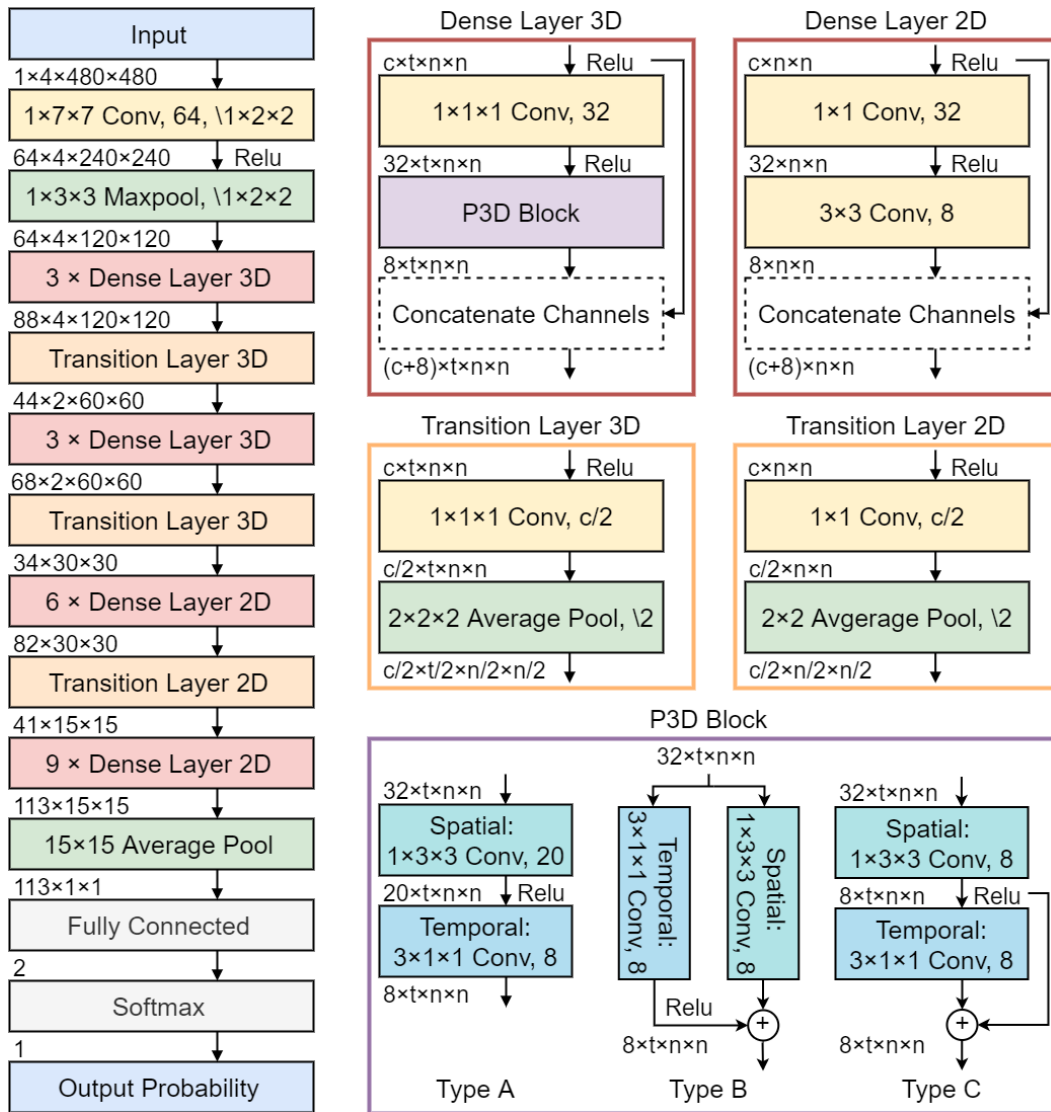 Input
1×4×480×480
1×7×7 Conv, 64, \1×2×2
64×4×240×240
Relu
1×3×3 Maxpool, \1×2×2
64×4×120×120
3 × Dense Layer 3D
88×4×120×120
Transition Layer 3D
44×2×60×60
3 × Dense Layer 3D
68×2×60×60
Transition Layer 3D
34×30×30
6 × Dense Layer 2D
82×30×30
Transition Layer 2D
41×15×15
9 × Dense Layer 2D
113×15×15
15×15 Average Pool
113×1×1
Fully Connected
2
Softmax
1
Output Probability
Dense Layer 3D
c×t×n×n
Relu
1×1×1 Conv, 32
32×t×n×n
Relu
P3D Block
8×t×n×n
Concatenate Channels
(c+8)×t×n×n
Dense Layer 2D
c×n×n
Relu
1×1 Conv, 32
32×n×n
Relu
3×3 Conv, 8
8×n×n
Concatenate Channels
(c+8)×n×n
Transition Layer 3D
c×t×n×n
Relu
1×1×1 Conv, c/2
c/2×t×n×n
2×2×2 Average Pool, \2
c/2×t/2×n/2×n/2
Transition Layer 2D
c×n×n
Relu
1×1 Conv, c/2
c/2×n×n
2×2 Avgerage Pool, \2
c/2×n/2×n/2
P3D Block
32×t×n×n
Spatial:
1×3×3 Conv, 20
20×t×n×n
Relu
Temporal:
3×1×1 Conv, 8
8×t×n×n
Type A
32×t×n×n
Temporal:
3×1×1 Conv, 8
Spatial:
1×3×3 Conv, 8
Relu
+
8×t×n×n
Type B
32×t×n×n
Spatial:
1×3×3 Conv, 8
8×t×n×n
Relu
Temporal:
3×1×1 Conv, 8
+
8×t×n×n
Type C